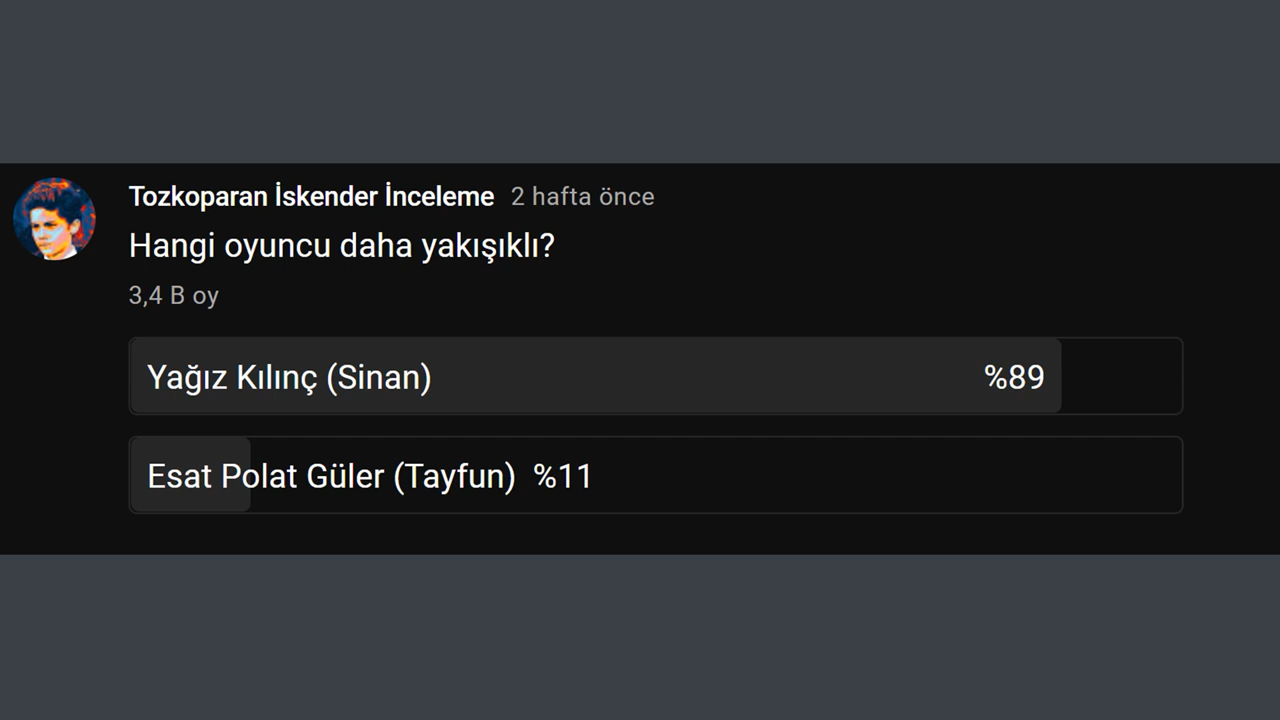 Tozkoparan İskender İnceleme 2 hafta önce
Hangi oyuncu daha yakışıklı?
3,4 B oy
Yağız Kılınç (Sinan) %89
Esat Polat Güler (Tayfun) %11